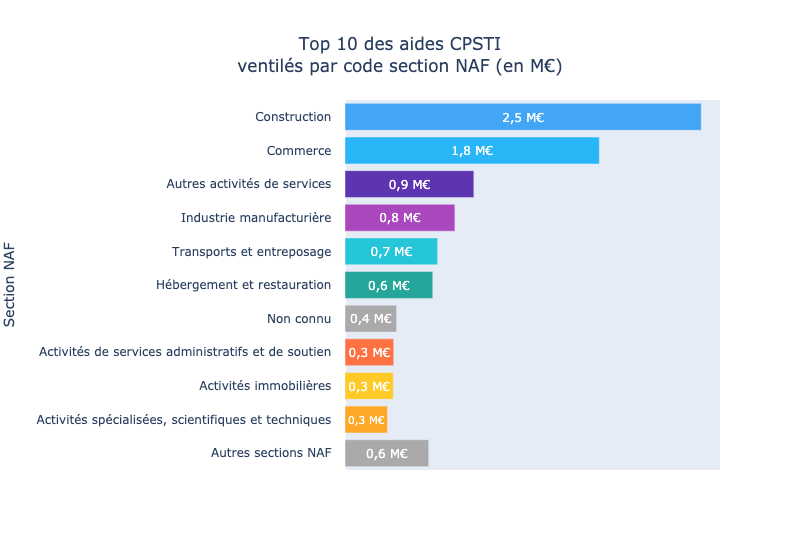 Top 10 des aides CPSTI
ventilés par code section NAF (en M€)
Section NAF
Construction 2,5 M€
Commerce 1,8 M€
Autres activités de services 0,9 M€
Industrie manufacturière 0,8 M€
Transports et entreposage 0,7 M€
Hébergement et restauration 0,6 M€
Non connu 0,4 M€
Activités de services administratifs et de soutien 0,3 M€
Activités immobilières 0,3 M€
Activités spécialisées, scientifiques et techniques 0,3 M€
Autres sections NAF 0,6 M€